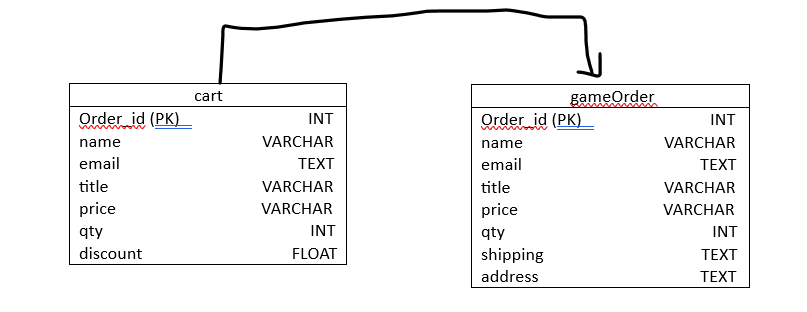 cart
Order_id (PK) INT
name VARCHAR
email TEXT
title VARCHAR
price VARCHAR
qty INT
discount FLOAT
gameOrder
Order_id (PK) INT
name VARCHAR
email TEXT
title VARCHAR
price VARCHAR
qty INT
shipping TEXT
address TEXT